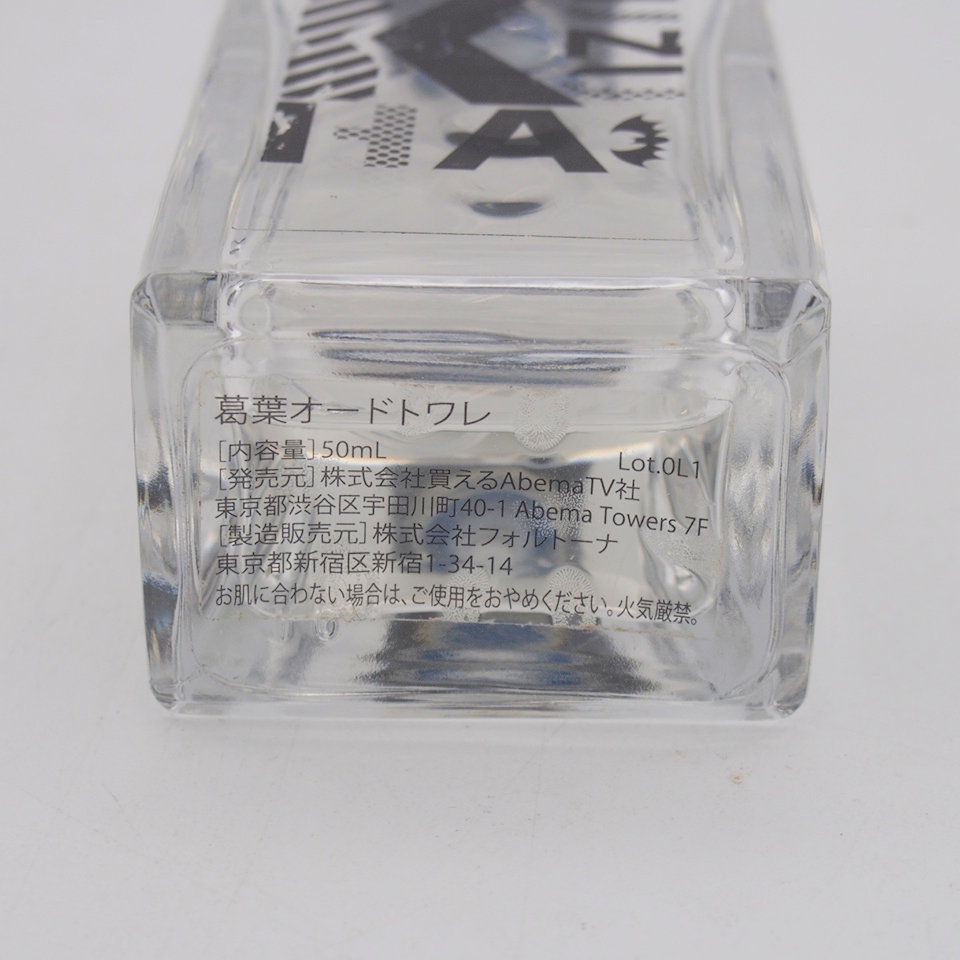 A
葛葉オードトワレ
[内容量]50mL
Lot.0L1
[発売元]株式会社買えるAbemaTV社
東京都渋谷区宇田川町40-1 Abema Towers 7F
[製造販売元]株式会社フォルトーナ
東京都新宿区新宿1-34-14
お肌に合わない場合は、ご使用をおやめください。火気厳禁。